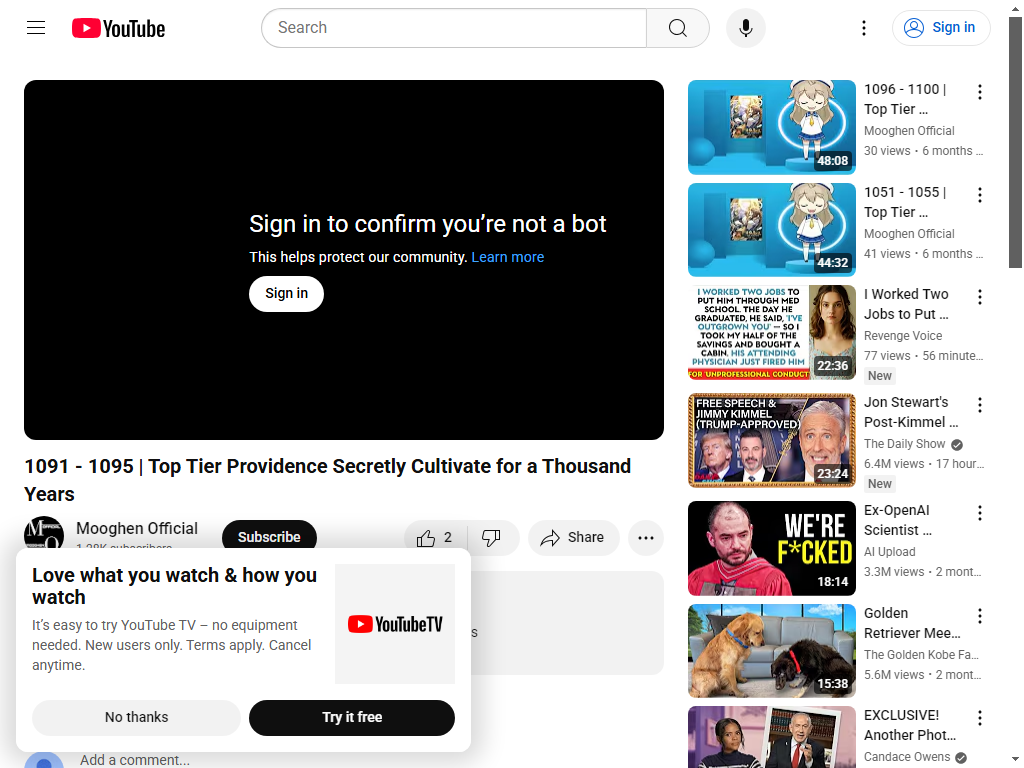 YouTube
Search
Sign in
Sign in to confirm you're not a bot
This helps protect our community. Learn more
Sign in
1091 - 1095 | Top Tier Providence Secretly Cultivate for a Thousand
Years
Mooghen Official
Subscribe
2
Share
Love what you watch & how you
watch
It's easy to try YouTube TV – no equipment
needed. New users only. Terms apply. Cancel
anytime.
YouTubeTV
No thanks
Try it free
Add a comment...
48:08
1096 - 1100 |
Top Tier ...
Mooghen Official
30 views • 6 months ...
44:32
1051 - 1055 |
Top Tier ...
Mooghen Official
41 views • 6 months ...
I WORKED TWO JOBS TO
PUT HIM THROUGH MED
SCHOOL. THE DAY HE
GRADUATED, HE SAID, 'I'VE
OUTGROWN YOU' — SO I
TOOK MY HALF OF THE
SAVINGS AND BOUGHT A
CABIN. HIS ATTENDING
PHYSICIAN JUST FIRED HIM
FOR 'UNPROFESSIONAL CONDUCT'
22:36
I Worked Two
Jobs to Put ...
Revenge Voice
77 views • 56 minute...
New
FREE SPEECH &
JIMMY KIMMEL
(TRUMP-APPROVED)
23:24
Jon Stewart's
Post-Kimmel ...
The Daily Show
6.4M views • 17 hour...
New
WE'RE
F*CKED
18:14
Ex-OpenAI
Scientist ...
AI Upload
3.3M views • 2 mont...
15:38
Golden
Retriever Mee...
The Golden Kobe Fa...
5.6M views • 2 mont...
EXCLUSIVE!
Another Phot...
Candace Owens